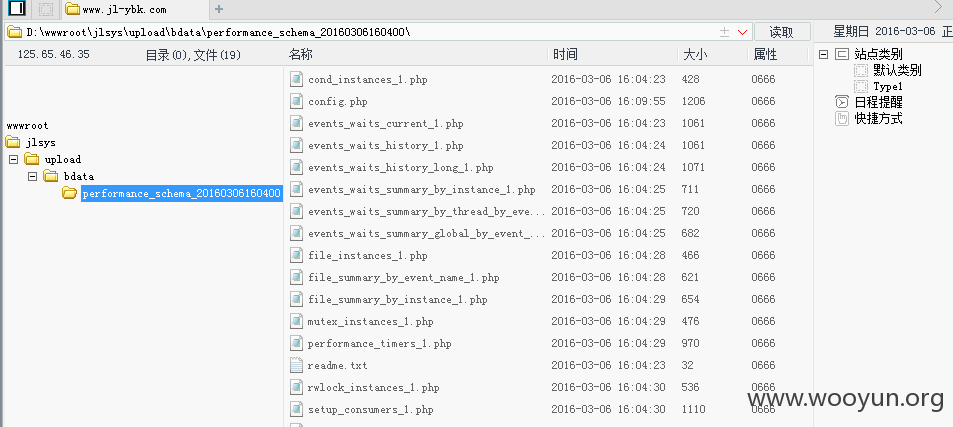 www.jl-ybk.com
D:\wwwroot\jlsys\upload\bdata\performance_schema_20160306160400\ 读取 星期日 2016-03-06 正
125.65.46.35 目录(0),文件(19) 名称 时间 大小 属性
wwwroot
jlsys
upload
bdata
performance_schema_20160306160400
cond_instances_1.php 2016-03-06 16:04:23 428 0666
config.php 2016-03-06 16:09:55 1206 0666
events_waits_current_1.php 2016-03-06 16:04:23 1061 0666
events_waits_history_1.php 2016-03-06 16:04:24 1061 0666
events_waits_history_long_1.php 2016-03-06 16:04:24 1071 0666
events_waits_summary_by_instance_1.php 2016-03-06 16:04:25 711 0666
events_waits_summary_by_thread_by_eve... 2016-03-06 16:04:25 720 0666
events_waits_summary_global_by_event_... 2016-03-06 16:04:25 682 0666
file_instances_1.php 2016-03-06 16:04:28 466 0666
file_summary_by_event_name_1.php 2016-03-06 16:04:28 621 0666
file_summary_by_instance_1.php 2016-03-06 16:04:29 654 0666
mutex_instances_1.php 2016-03-06 16:04:29 476 0666
performance_timers_1.php 2016-03-06 16:04:29 970 0666
readme.txt 2016-03-06 16:04:23 32 0666
rwlock_instances_1.php 2016-03-06 16:04:30 536 0666
setup_consumers_1.php 2016-03-06 16:04:30 1110 0666
站点类别
默认类别
Type1
日程提醒
快捷方式
www.wooyun.org